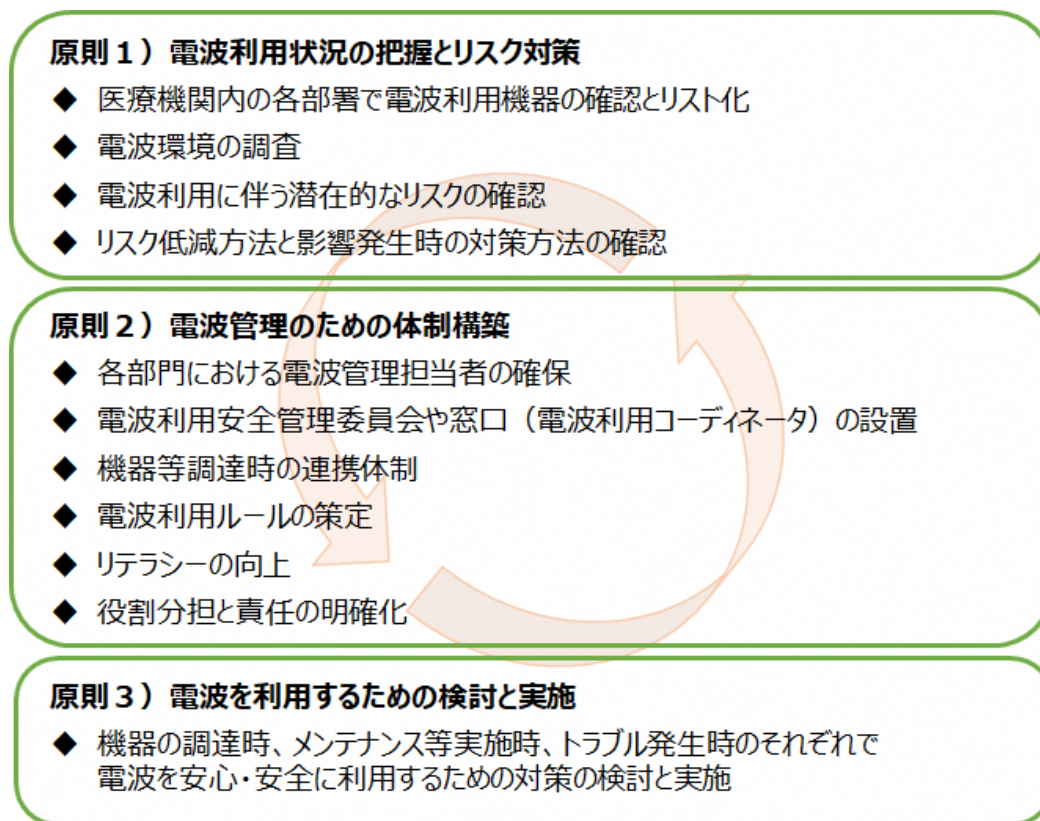 原則１）電波利用状況の把握とリスク対策
◆ 医療機関内の各部署で電波利用機器の確認とリスト化
◆ 電波環境の調査
◆ 電波利用に伴う潜在的なリスクの確認
◆ リスク低減方法と影響発生時の対策方法の確認
原則２）電波管理のための体制構築
◆ 各部門における電波管理担当者の確保
◆ 電波利用安全管理委員会や窓口（電波利用コーディネータ）の設置
◆ 機器等調達時の連携体制
◆ 電波利用ルールの策定
◆ リテラシーの向上
◆ 役割分担と責任の明確化
原則３）電波を利用するための検討と実施
◆ 機器の調達時、メンテナンス等実施時、トラブル発生時のそれぞれで
電波を安心・安全に利用するための対策の検討と実施